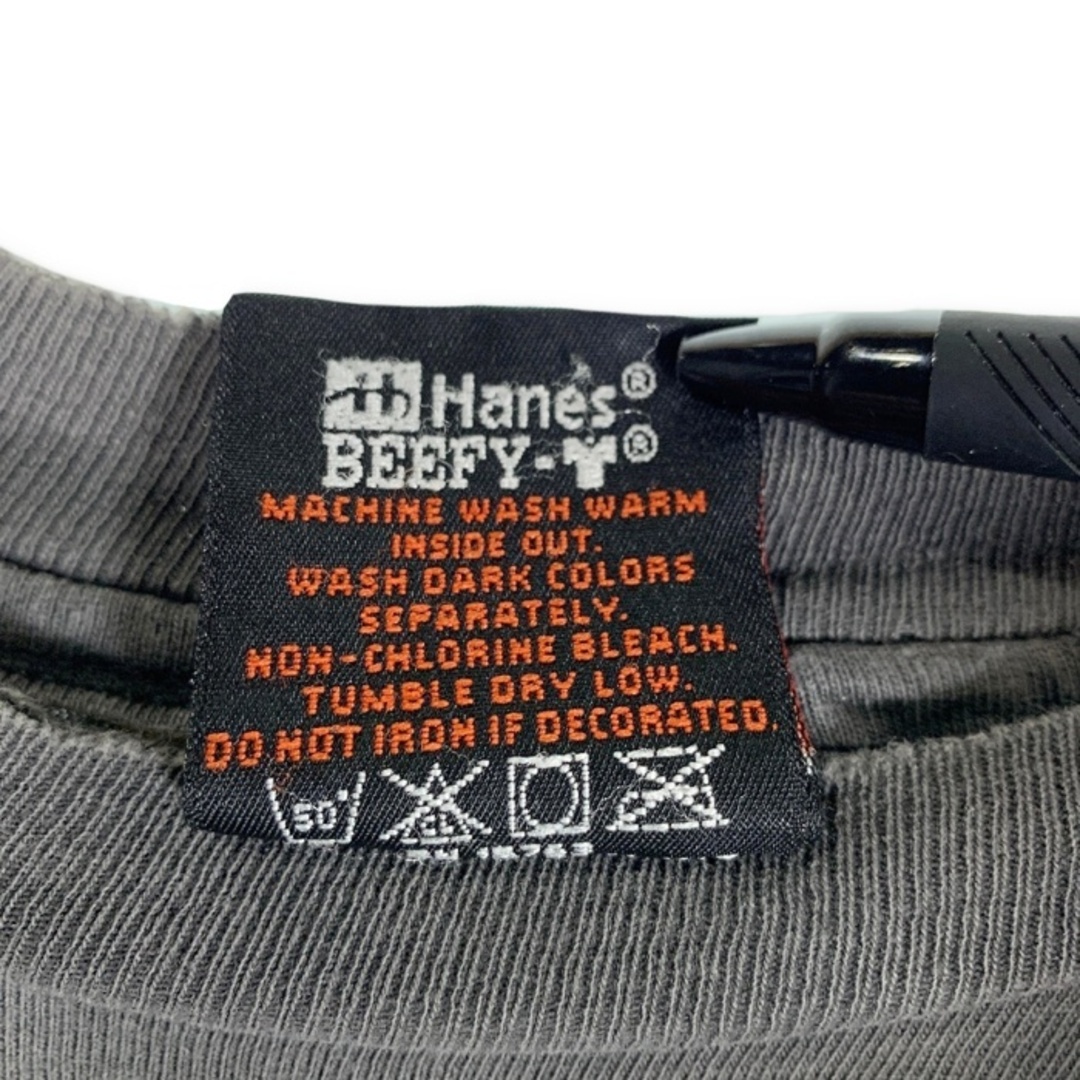 Hanes®
BEEFY-T®
MACHINE WASH WARM
INSIDE OUT.
WASH DARK COLORS
SEPARATELY.
NON-CHLORINE BLEACH.
TUMBLE DRY LOW.
DO NOT IRON IF DECORATED.
50